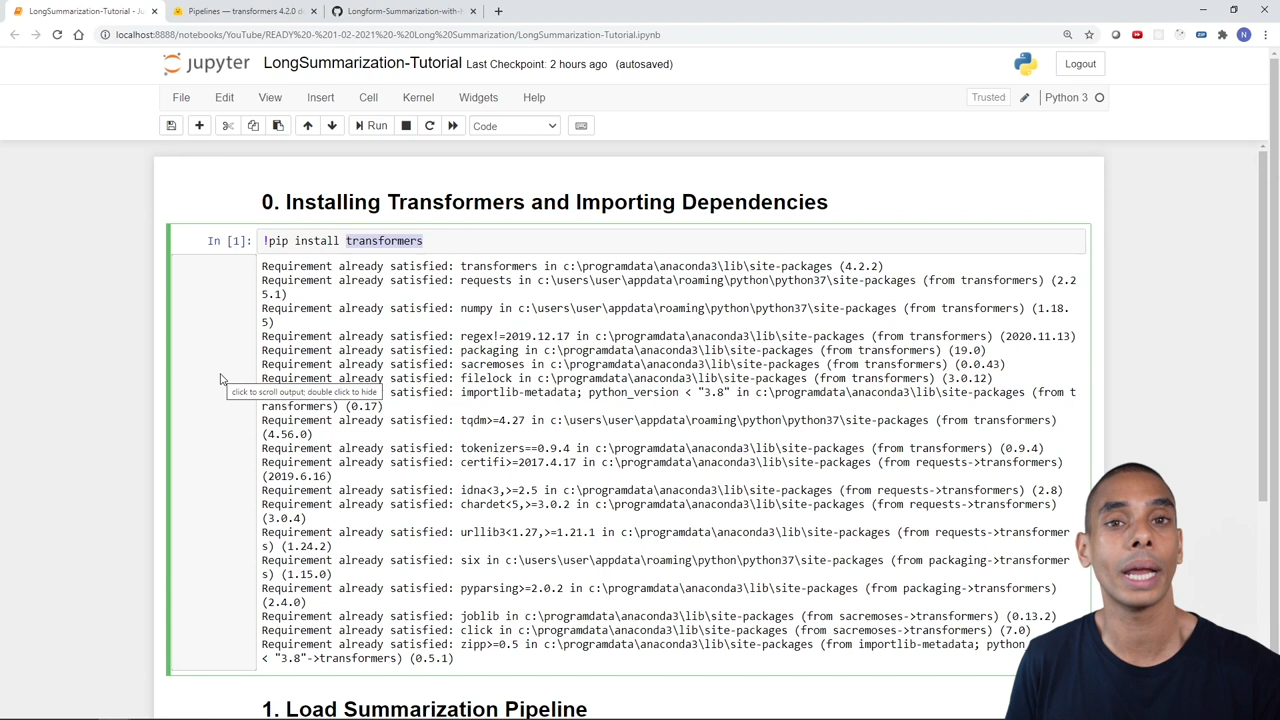 LongSummarization-Tutorial - Ju
Pipelines — transformers 4.2.0 d
Longform-Summarization-with-H
localhost:8888/notebooks/YouTube/READY%20-%201-02-2021%20-%20Long%20Summarization/LongSummarization-Tutorial.ipynb
jupyter LongSummarization-Tutorial Last Checkpoint: 2 hours ago (autosaved)
Logout
File Edit View Insert Cell Kernel Widgets Help
Trusted
Python 3
Run
Code
0. Installing Transformers and Importing Dependencies
In [1]: !pip install transformers
Requirement already satisfied: transformers in c:\programdata\anaconda3\lib\site-packages (4.2.2)
Requirement already satisfied: requests in c:\users\user\appdata\roaming\python\python37\site-packages (from transformers) (2.2
5.1)
Requirement already satisfied: numpy in c:\users\user\appdata\roaming\python\python37\site-packages (from transformers) (1.18.
5)
Requirement already satisfied: regex!=2019.12.17 in c:\programdata\anaconda3\lib\site-packages (from transformers) (2020.11.13)
Requirement already satisfied: packaging in c:\programdata\anaconda3\lib\site-packages (from transformers) (19.0)
Requirement already satisfied: sacremoses in c:\programdata\anaconda3\lib\site-packages (from transformers) (0.0.43)
Requirement already satisfied: filelock in c:\programdata\anaconda3\lib\site-packages (from transformers) (3.0.12)
click to scroll output; double click to hide
satisfied: importlib-metadata; python_version < "3.8" in c:\programdata\anaconda3\lib\site-packages (from t
ransformers) (0.17)
Requirement already satisfied: tqdm>=4.27 in c:\users\user\appdata\roaming\python\python37\site-packages (from transformers)
(4.56.0)
Requirement already satisfied: tokenizers==0.9.4 in c:\programdata\anaconda3\lib\site-packages (from transformers) (0.9.4)
Requirement already satisfied: certifi>=2017.4.17 in c:\programdata\anaconda3\lib\site-packages (from requests->transformers)
(2019.6.16)
Requirement already satisfied: idna<3,>=2.5 in c:\programdata\anaconda3\lib\site-packages (from requests->transformers) (2.8)
Requirement already satisfied: chardet<5,>=3.0.2 in c:\programdata\anaconda3\lib\site-packages (from requests->transformers)
(3.0.4)
Requirement already satisfied: urllib3<1.27,>=1.21.1 in c:\programdata\anaconda3\lib\site-packages (from requests->transformer
s) (1.24.2)
Requirement already satisfied: six in c:\users\user\appdata\roaming\python\python37\site-packages (from packaging->transformer
s) (1.15.0)
Requirement already satisfied: pyparsing>=2.0.2 in c:\programdata\anaconda3\lib\site-packages (from packaging->transformers)
(2.4.0)
Requirement already satisfied: joblib in c:\programdata\anaconda3\lib\site-packages (from sacremoses->transformers) (0.13.2)
Requirement already satisfied: click in c:\programdata\anaconda3\lib\site-packages (from sacremoses->transformers) (7.0)
Requirement already satisfied: zipp>=0.5 in c:\programdata\anaconda3\lib\site-packages (from importlib-metadata; python
< "3.8"->transformers) (0.5.1)
1. Load Summarization Pipeline